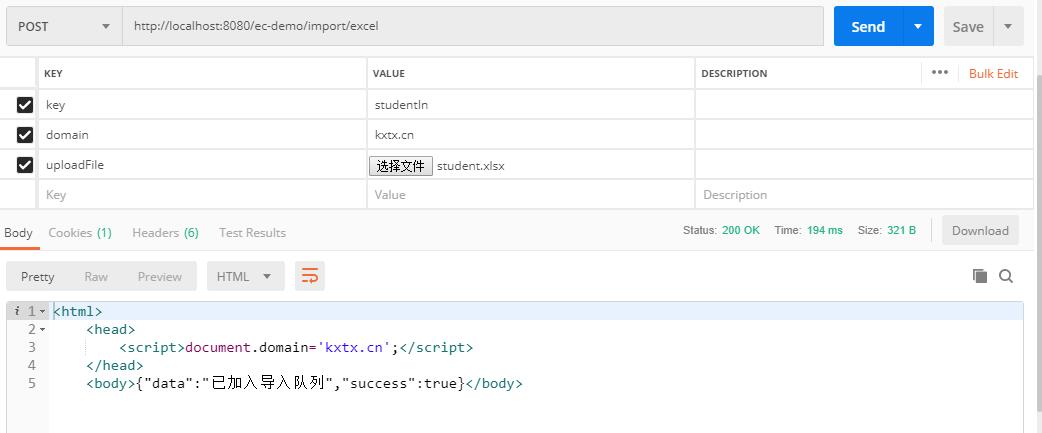 POST http://localhost:8080/ec-demo/import/excel Send Save
KEY VALUE DESCRIPTION ••• Bulk Edit
key studentIn
domain kxtx.cn
uploadFile 选择文件 student.xlsx
Key Value Description
Body Cookies (1) Headers (6) Test Results Status: 200 OK Time: 194 ms Size: 321 B Download
Pretty Raw Preview HTML
i 1 <html>
2 <head>
3 <script>document.domain='kxtx.cn';</script>
4 </head>
5 <body>{"data":"已加入导入队列","success":true}</body>